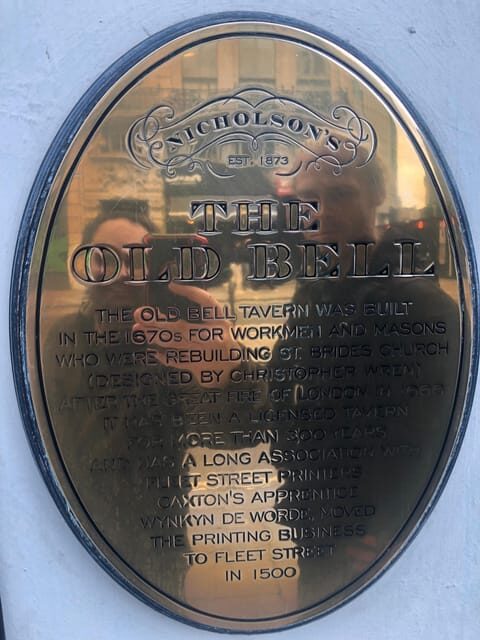 NICHOLSON'S
EST. 1873
THE
OLD BELL
THE OLD BELL TAVERN WAS BUILT
IN THE 1670s FOR WORKMEN AND MASONS
WHO WERE REBUILDING ST. BRIDES CHURCH
(DESIGNED BY CHRISTOPHER WREN)
AFTER THE GREAT FIRE OF LONDON IN 1666
IT HAS BEEN A LICENSED TAVERN
FOR MORE THAN 300 YEARS
AND HAS A LONG ASSOCIATION WITH
FLEET STREET PRINTERS
CAXTON'S APPRENTICE
WYNKYN DE WORDE, MOVED
THE PRINTING BUSINESS
TO FLEET STREET
IN 1500